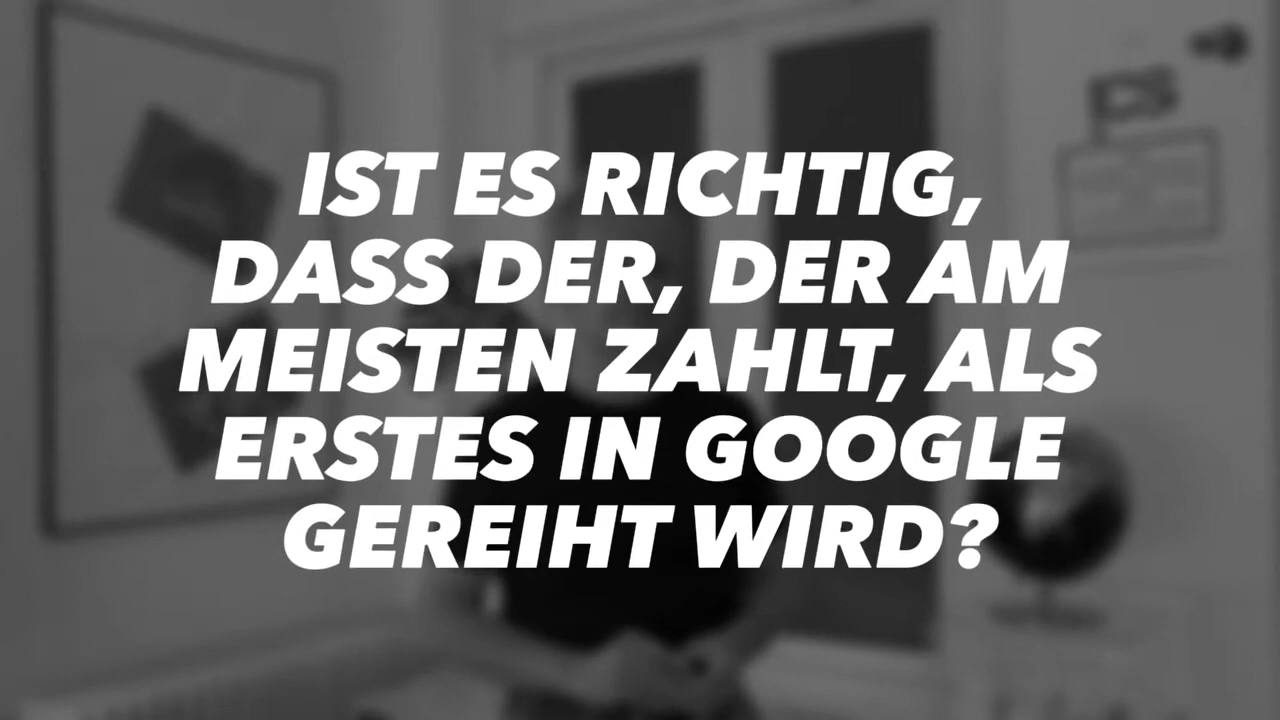 IST ES RICHTIG,
DASS DER, DER AM
MEISTEN ZAHLT, ALS
ERSTES IN GOOGLE
GEREIHT WIRD?